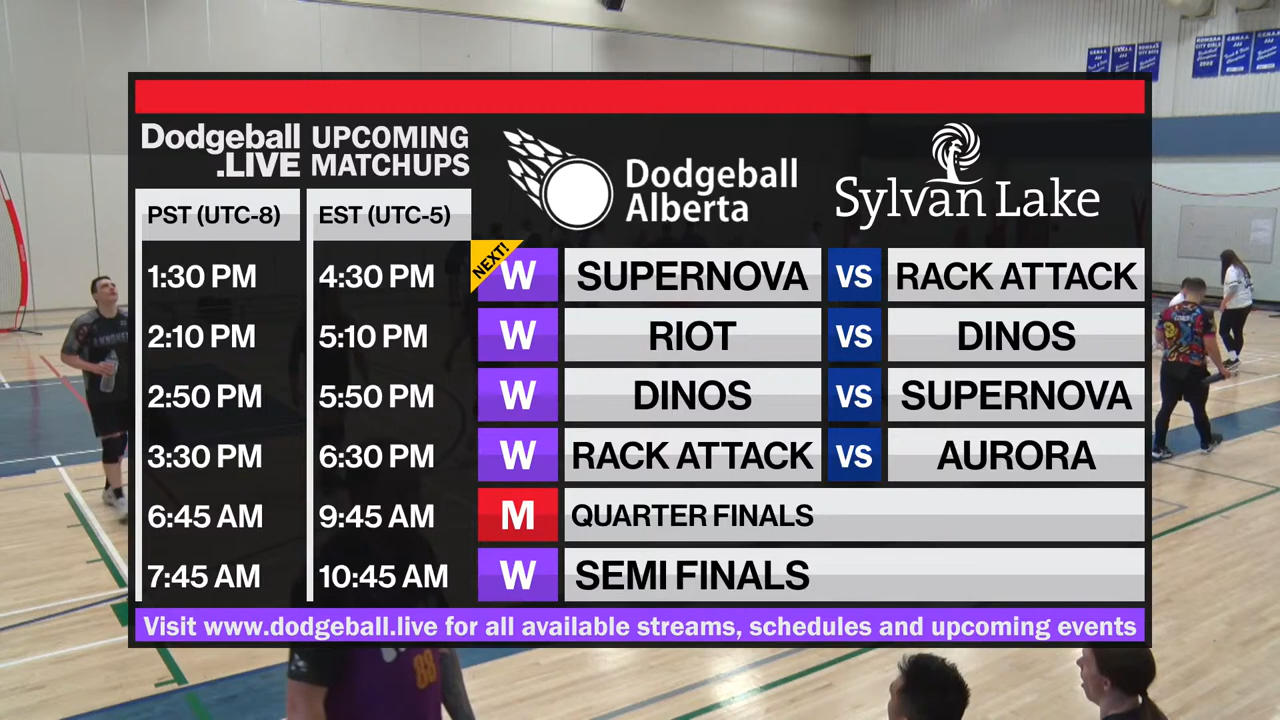 Dodgeball
.LIVE
UPCOMING
MATCHUPS
Dodgeball
Alberta
Sylvan Lake
PST (UTC-8) EST (UTC-5)
NEXT!
1:30 PM 4:30 PM W SUPERNOVA VS RACK ATTACK
2:10 PM 5:10 PM W RIOT VS DINOS
2:50 PM 5:50 PM W DINOS VS SUPERNOVA
3:30 PM 6:30 PM W RACK ATTACK VS AURORA
6:45 AM 9:45 AM M QUARTER FINALS
7:45 AM 10:45 AM W SEMI FINALS
Visit www.dodgeball.live for all available streams, schedules and upcoming events
88